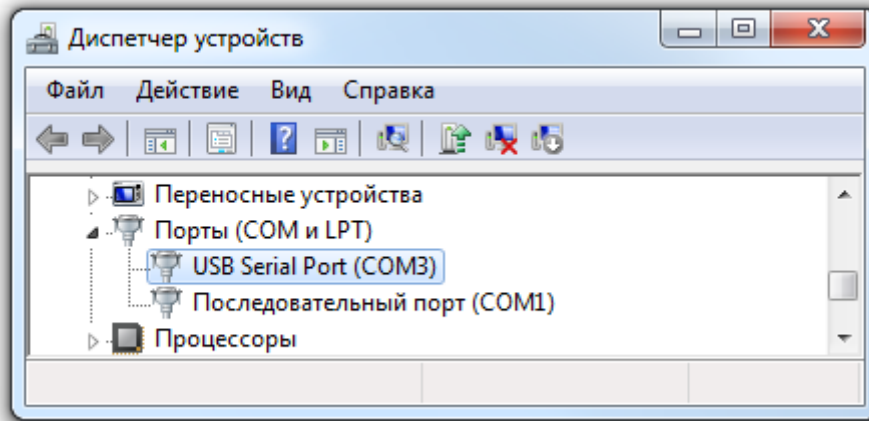 Диспетчер устройств
Файл Действие Вид Справка
Переносные устройства
Порты (COM и LPT)
USB Serial Port (COM3)
Последовательный порт (COM1)
Процессоры